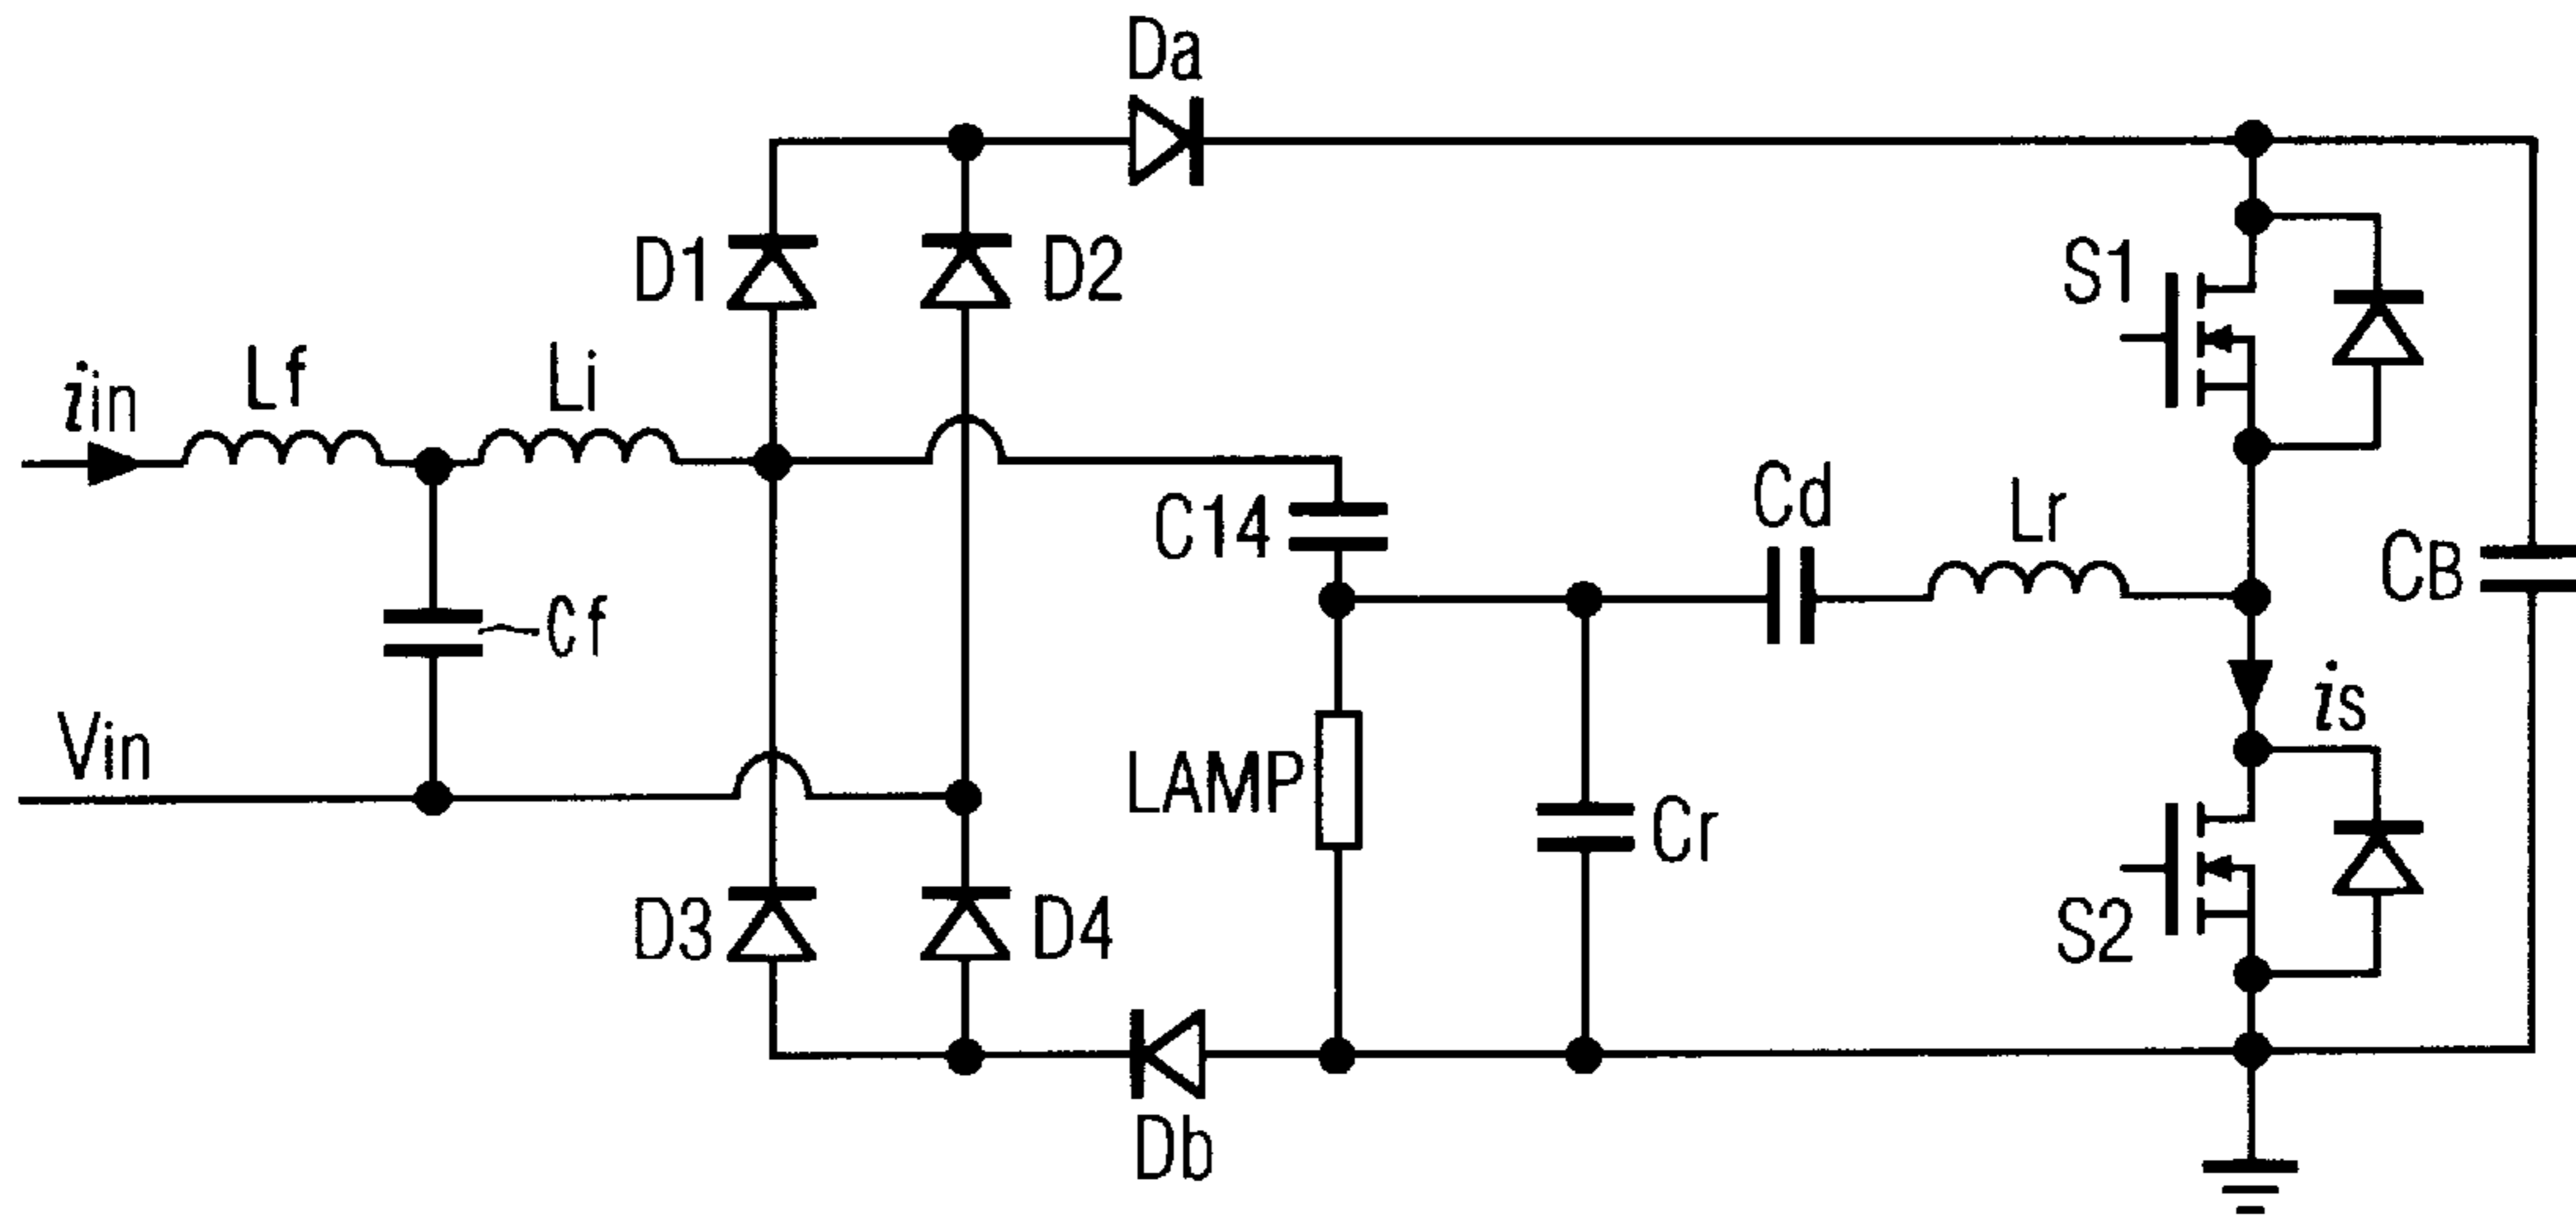 Da
D1
D2
S1
iin
Lf
Li
C14
Cd
Lr
CB
Cf
is
Vin
LAMP
Cr
D3
D4
S2
Db